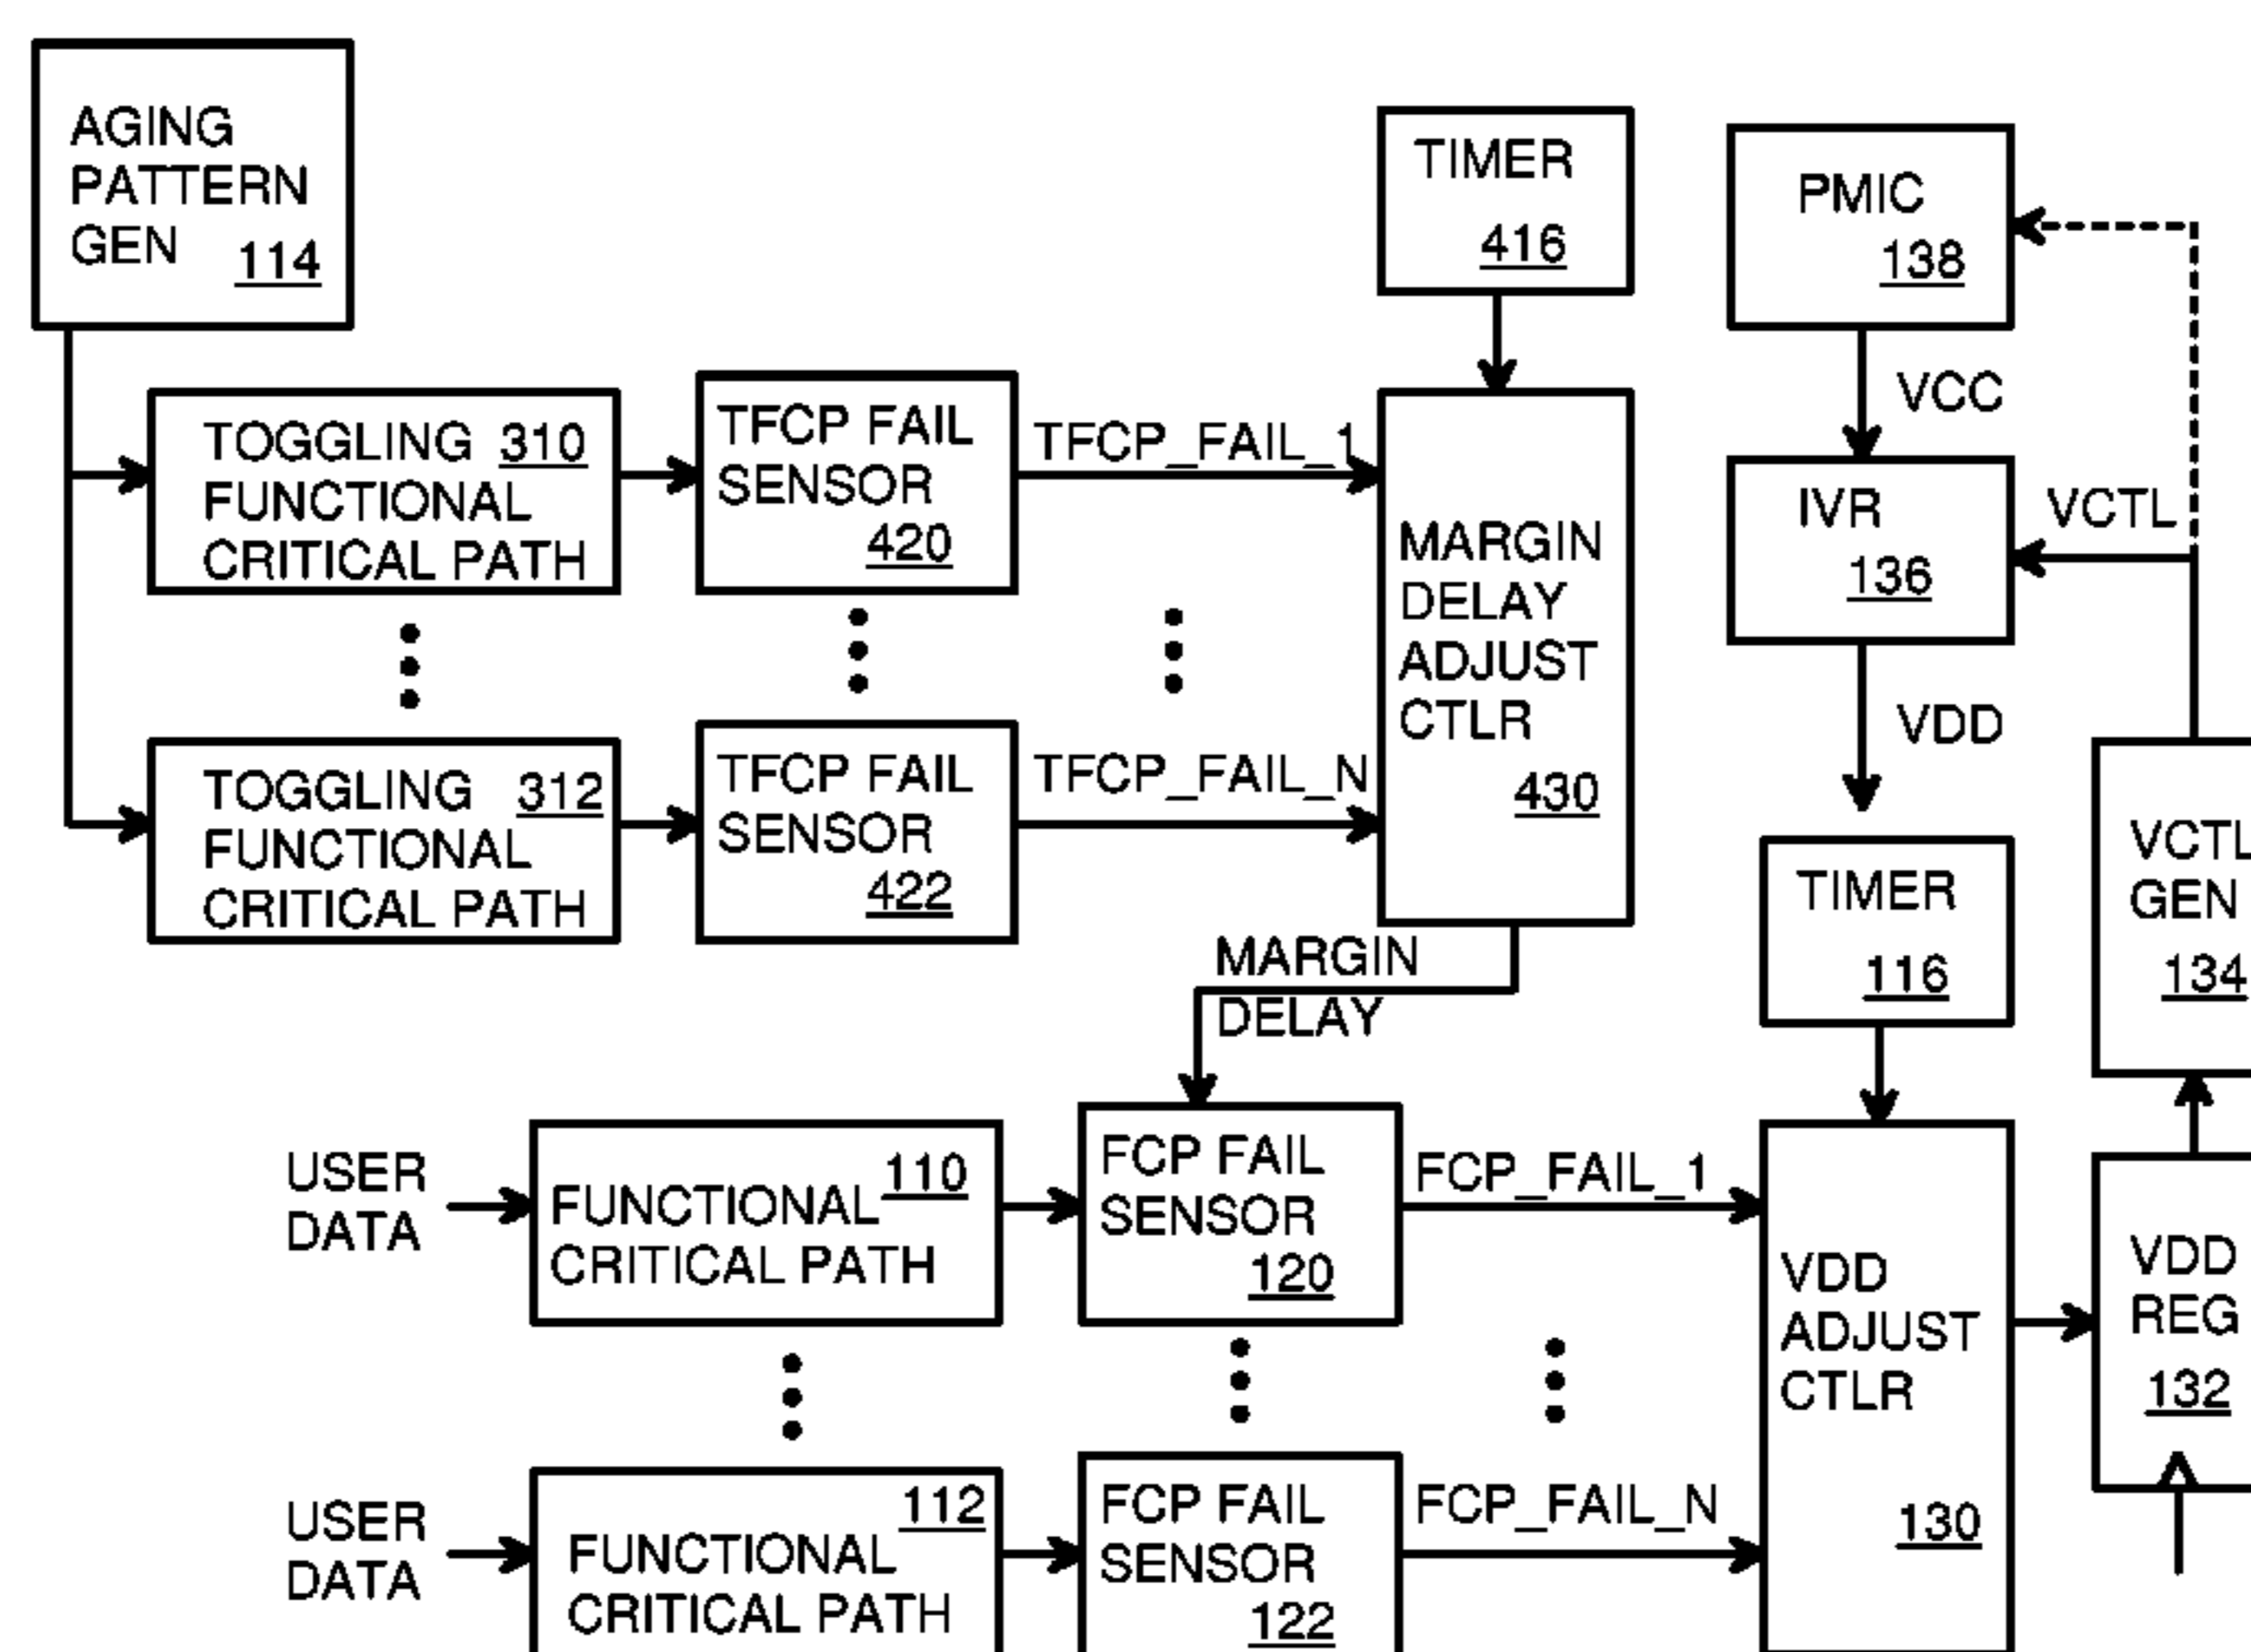 AGING
PATTERN
GEN 114
TIMER
416
PMIC
138
VCC
TOGGLING 310
FUNCTIONAL
CRITICAL PATH
TFCP FAIL
SENSOR
420
TFCP_FAIL_1
MARGIN
DELAY
ADJUST
CTLR
430
IVR
136
VCTL
VDD
TOGGLING 312
FUNCTIONAL
CRITICAL PATH
TFCP FAIL
SENSOR
422
TFCP_FAIL_N
TIMER
116
VCTL
GEN
134
MARGIN
DELAY
USER
DATA
110
FUNCTIONAL
CRITICAL PATH
FCP FAIL
SENSOR
120
FCP_FAIL_1
VDD
ADJUST
CTLR
130
VDD
REG
132
USER
DATA
112
FUNCTIONAL
CRITICAL PATH
FCP FAIL
SENSOR
122
FCP_FAIL_N